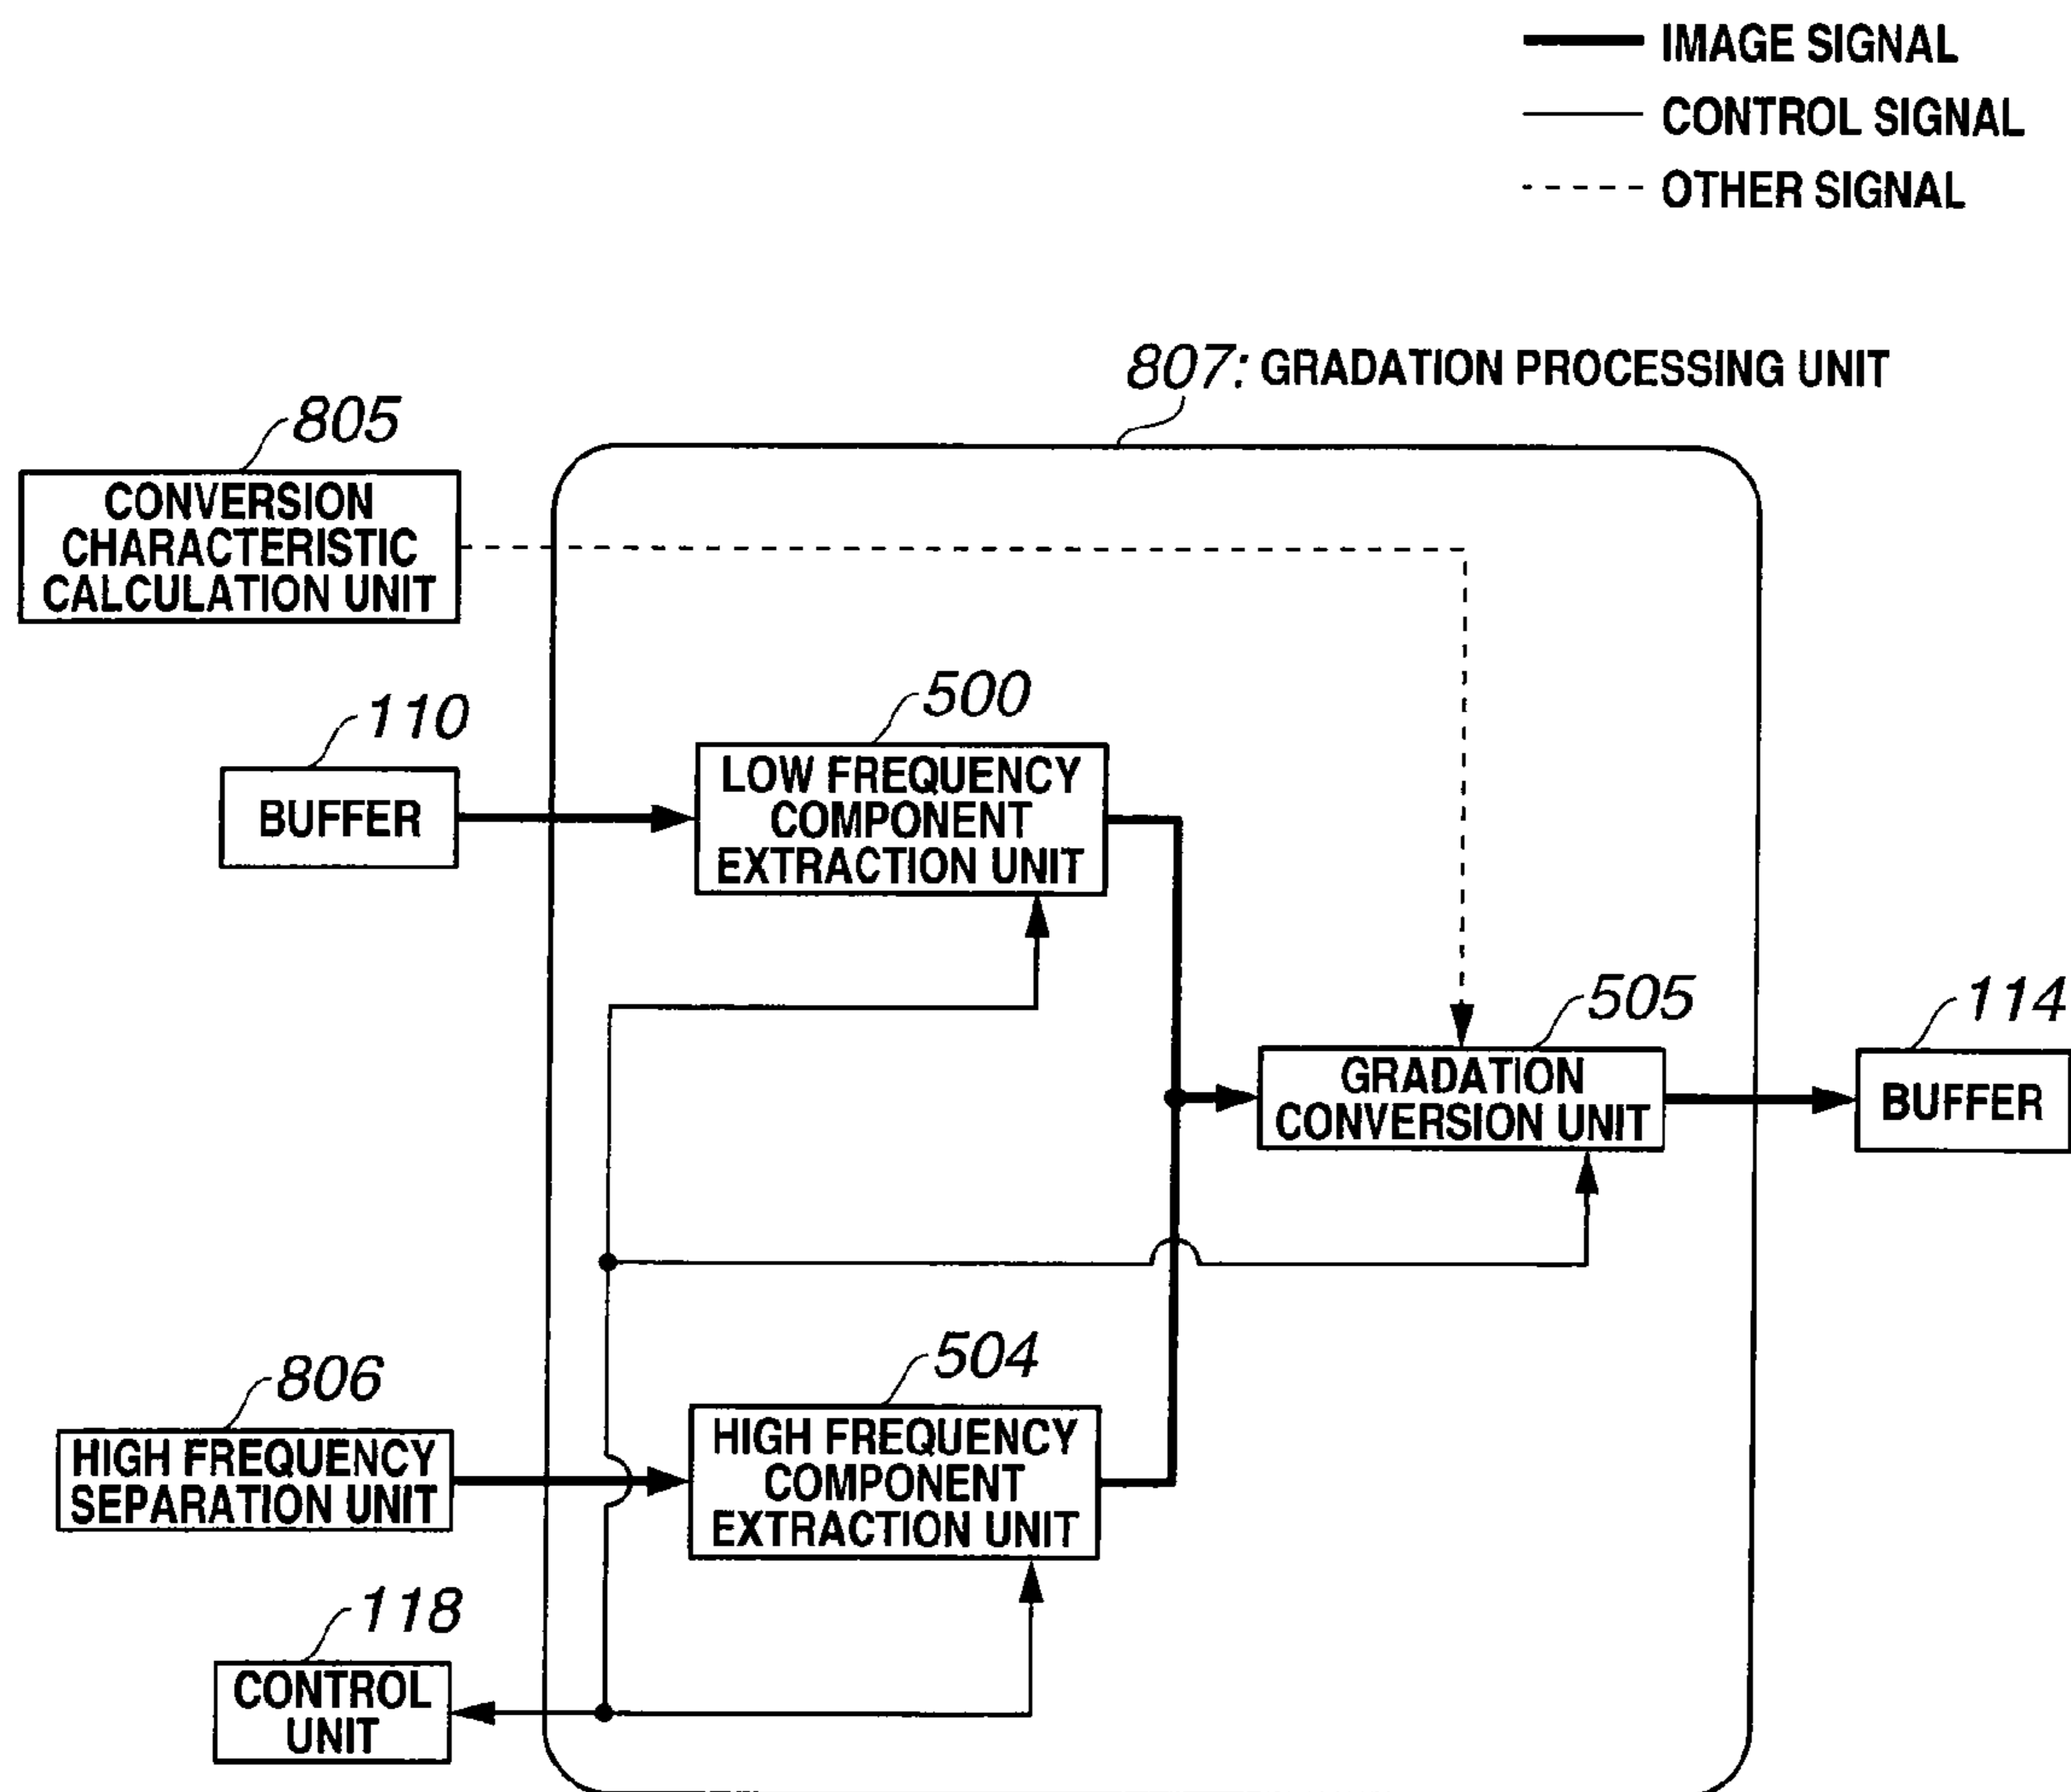 IMAGE SIGNAL
CONTROL SIGNAL
OTHER SIGNAL
807: GRADATION PROCESSING UNIT
805
CONVERSION
CHARACTERISTIC
CALCULATION UNIT
110
BUFFER
500
LOW FREQUENCY
COMPONENT
EXTRACTION UNIT
505
GRADATION
CONVERSION UNIT
114
BUFFER
806
HIGH FREQUENCY
SEPARATION UNIT
504
HIGH FREQUENCY
COMPONENT
EXTRACTION UNIT
118
CONTROL
UNIT